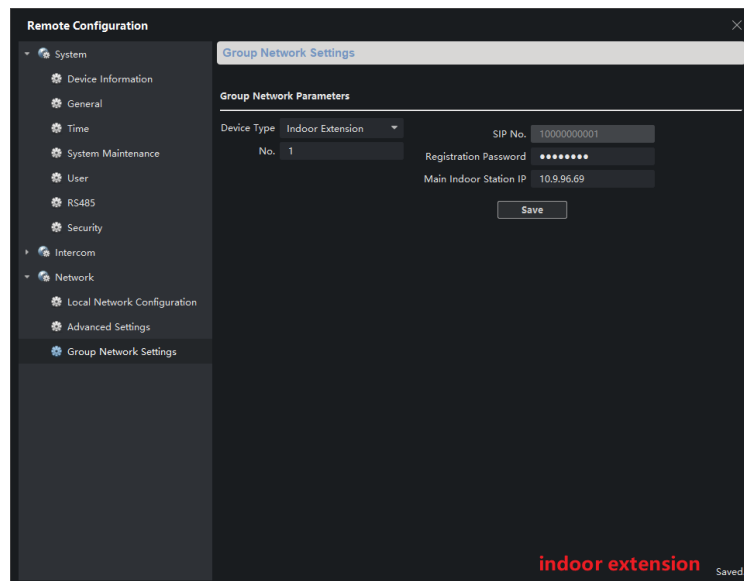 Remote Configuration
System
Device Information
General
Time
System Maintenance
User
RS485
Security
Intercom
Network
Local Network Configuration
Advanced Settings
Group Network Settings
Group Network Settings
Group Network Parameters
Device Type Indoor Extension
No. 1
SIP No. 10000000001
Registration Password ●●●●●●●●
Main Indoor Station IP 10.9.96.69
Save
indoor extension
Saved